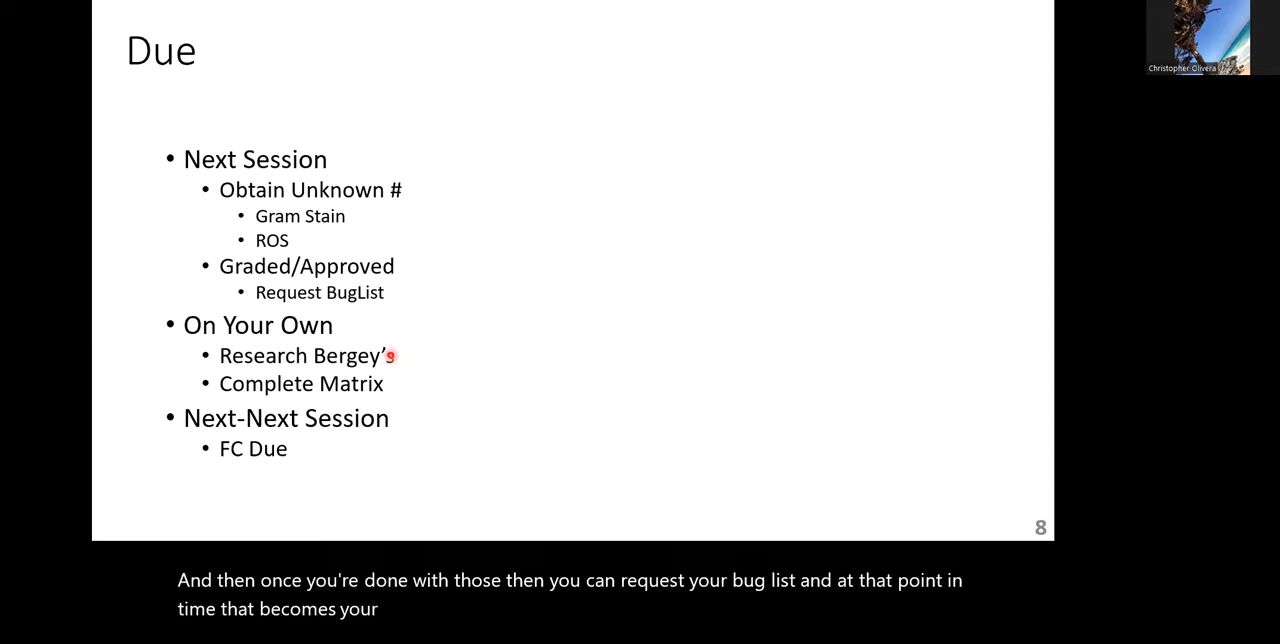 Due
Christopher Olivera
• Next Session
• Obtain Unknown #
• Gram Stain
• ROS
• Graded/Approved
• Request BugList
• On Your Own
• Research Bergey's
• Complete Matrix
• Next-Next Session
• FC Due
8
And then once you're done with those then you can request your bug list and at that point in
time that becomes your